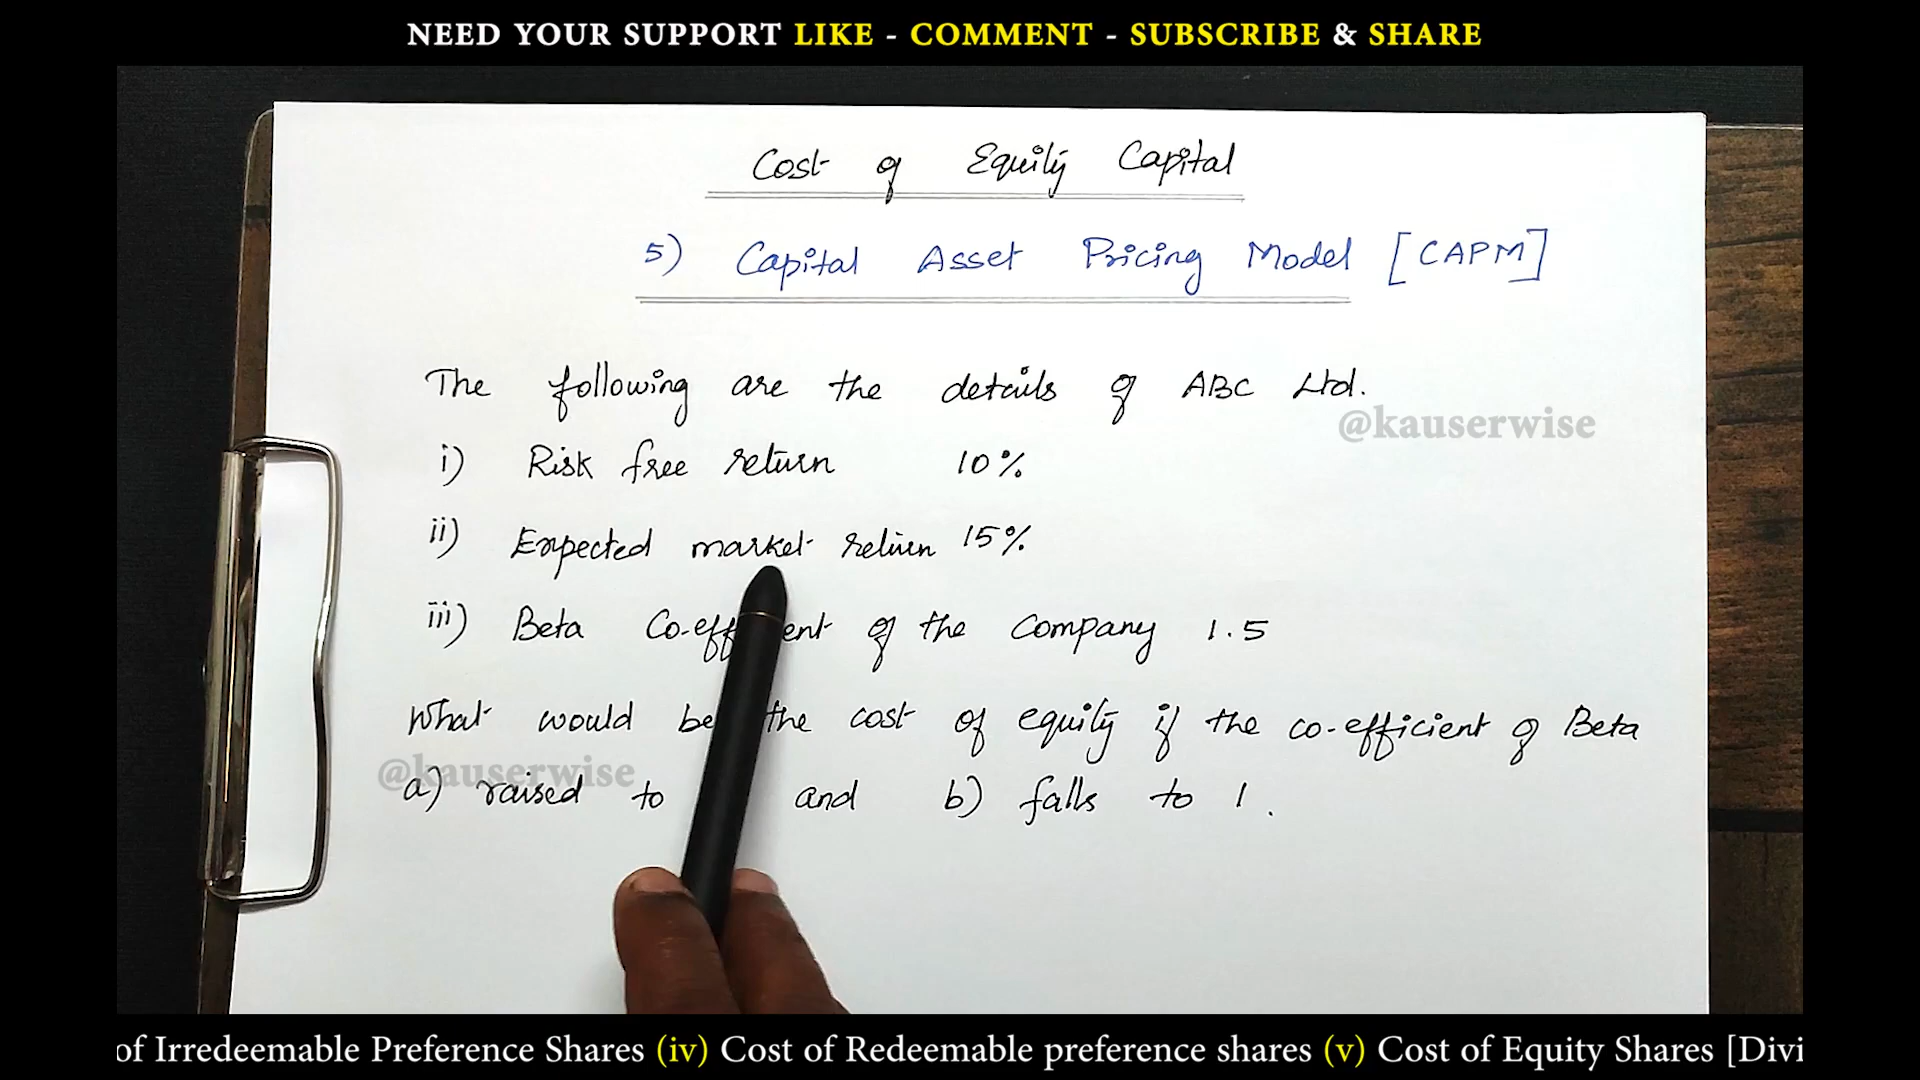 NEED YOUR SUPPORT LIKE - COMMENT - SUBSCRIBE & SHARE
Cost of Equity Capital
5) Capital Asset Pricing Model [CAPM]
The following are the details of ABC Ltd.
@kauserwise
i) Risk free return 10%
ii) Expected market return 15%
iii) Beta Co-eff ent of the company 1.5
What would be the cost of equity if the co-efficient of Beta
@kauserwise
a) raised to and b) falls to 1.
of Irredeemable Preference Shares (iv) Cost of Redeemable preference shares (v) Cost of Equity Shares [Divi